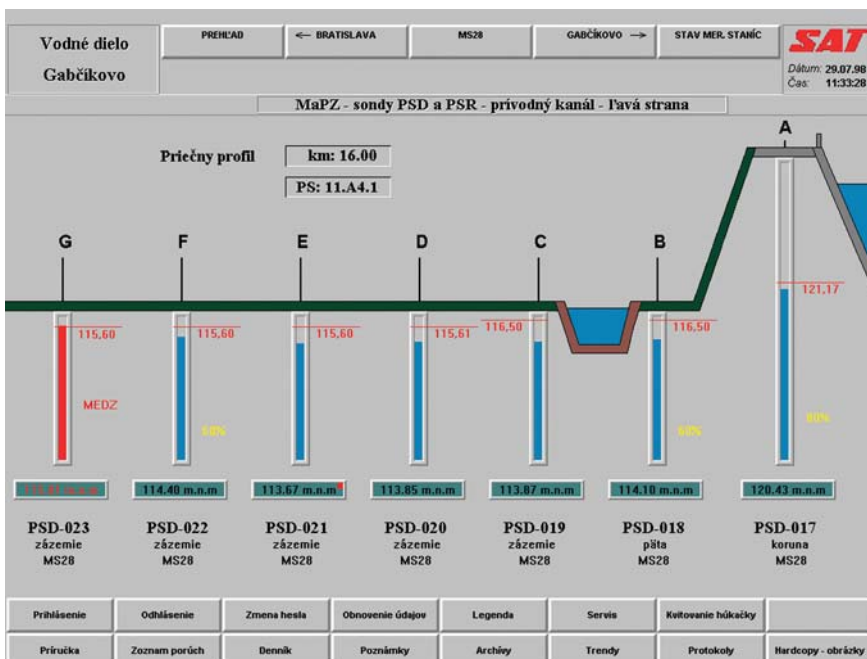 Vodné dielo
Gabčíkovo
PREHĽAD
<— BRATISLAVA
MS28
GABČÍKOVO —>
STAV MER. STANÍC
SAT
Dátum: 29.07.98
Čas: 11:33:28
MaPZ - sondy PSD a PSR - prívodný kanál - ľavá strana
Priečny profil
km: 16.00
PS: 11.A4.1
A
G F E D C B
121,17
115,60 115,60 115,60 115,61 116,50 116,50
MEDZ
60% 60% 80%
m.n.m 114.40 m.n.m 113.67 m.n.m 113.85 m.n.m 113.87 m.n.m 114.10 m.n.m 120.43 m.n.m
PSD-023 PSD-022 PSD-021 PSD-020 PSD-019 PSD-018 PSD-017
zázemie zázemie zázemie zázemie zázemie päta koruna
MS28 MS28 MS28 MS28 MS28 MS28 MS28
Prihlásenie Odhlásenie Zmena hesla Obnovenie údajov Legenda Servis Kvitovanie húkačky
Príručka Zoznam porúch Denník Poznámky Archívy Trendy Protokoly Hardcopy - obrázky